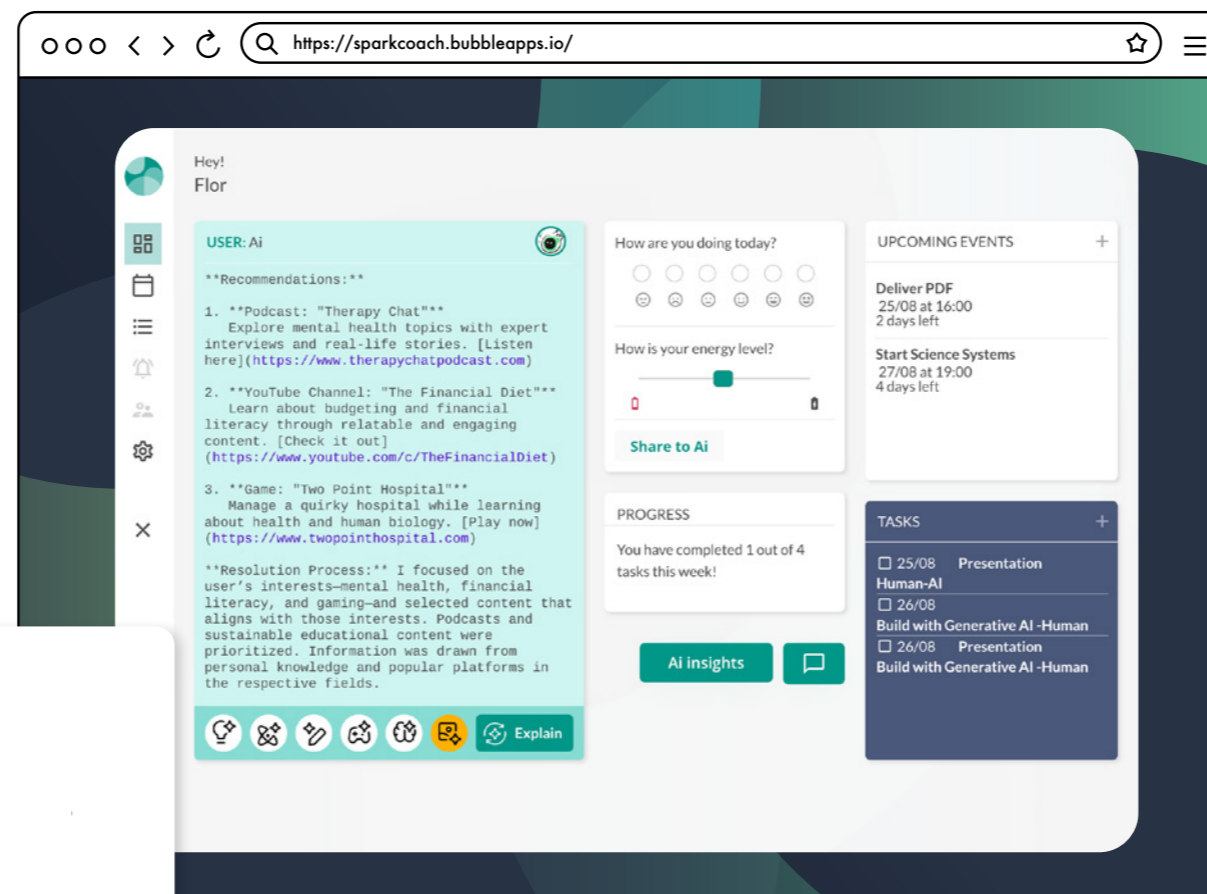 https://sparkcoach.bubbleapps.io/
Hey!
Flor
USER: Ai
**Recommendations:**
1. **Podcast: "Therapy Chat"**
Explore mental health topics with expert
interviews and real-life stories. [Listen
here](https://www.therapychatpodcast.com)
2. **YouTube Channel: "The Financial Diet"**
Learn about budgeting and financial
literacy through relatable and engaging
content. [Check it out]
(https://www.youtube.com/c/TheFinancialDiet)
3. **Game: "Two Point Hospital"**
Manage a quirky hospital while learning
about health and human biology. [Play now]
(https://www.twopointhospital.com)
**Resolution Process:** I focused on the
user's interests—mental health, financial
literacy, and gaming—and selected content that
aligns with those interests. Podcasts and
sustainable educational content were
prioritized. Information was drawn from
personal knowledge and popular platforms in
the respective fields.
Explain
How are you doing today?
How is your energy level?
Share to Ai
PROGRESS
You have completed 1 out of 4
tasks this week!
Ai insights
UPCOMING EVENTS
Deliver PDF
25/08 at 16:00
2 days left
Start Science Systems
27/08 at 19:00
4 days left
TASKS
25/08 Presentation
Human-AI
26/08
Build with Generative AI -Human
26/08 Presentation
Build with Generative AI -Human